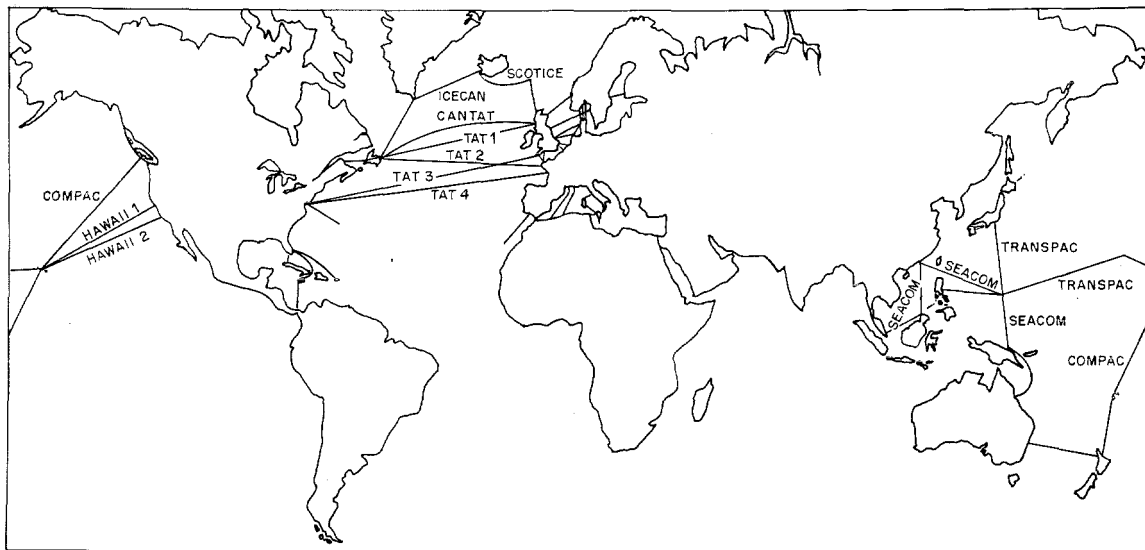 SCOTICE
ICECAN
CANTAT
TAT 1
TAT 2
TAT 3
TAT 4
COMPAC
HAWAII 1
HAWAII 2
TRANSPAC
SEACOM
TRANSPAC
SEACOM
SEACOM
COMPAC